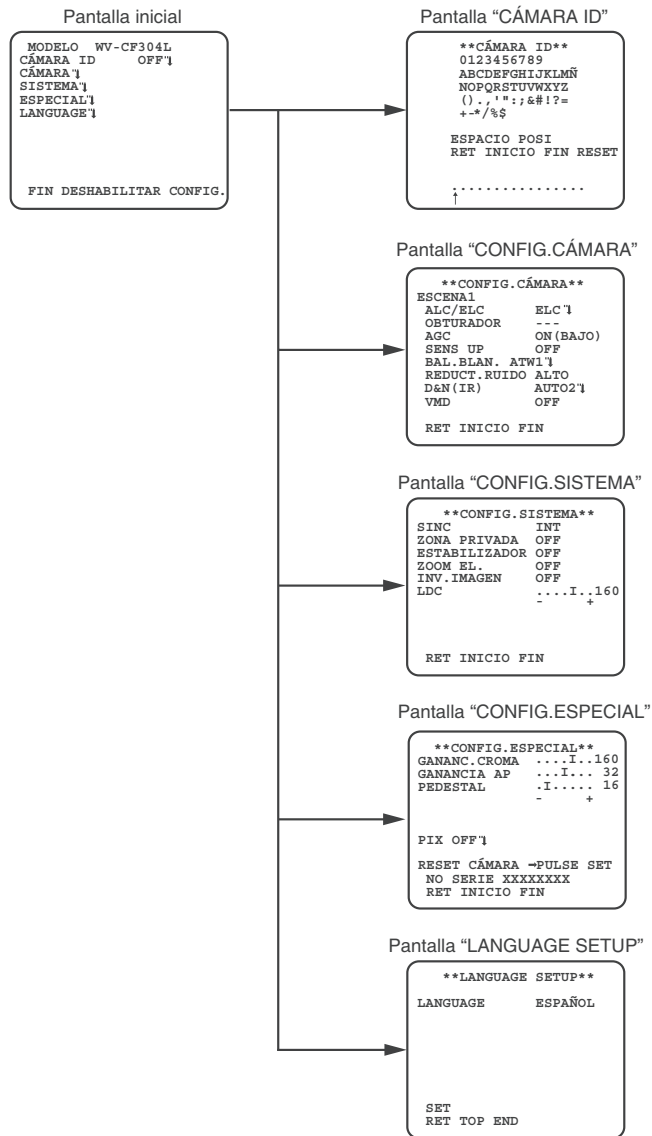 Pantalla inicial
MODELO WV-CF304L
CÁMARA ID OFF
CÁMARA
SISTEMA
ESPECIAL
LANGUAGE
FIN DESHABILITAR CONFIG.
Pantalla “CÁMARA ID”
**CÁMARA ID**
0123456789
ABCDEFGHIJKLMÑ
NOPQRSTUVWXYZ
().,'":;&#!?=
+-*/%$
ESPACIO POSI
RET INICIO FIN RESET
................
↑
Pantalla “CONFIG.CÁMARA”
**CONFIG.CÁMARA**
ESCENA1
ALC/ELC ELC
OBTURADOR ---
AGC ON(BAJO)
SENS UP OFF
BAL.BLAN. ATW1
REDUCT.RUIDO ALTO
D&N(IR) AUTO2
VMD OFF
RET INICIO FIN
Pantalla “CONFIG.SISTEMA”
**CONFIG.SISTEMA**
SINC INT
ZONA PRIVADA OFF
ESTABILIZADOR OFF
ZOOM EL. OFF
INV.IMAGEN OFF
LDC ....I..160
- +
RET INICIO FIN
Pantalla “CONFIG.ESPECIAL”
**CONFIG.ESPECIAL**
GANANC.CROMA ....I..160
GANANCIA AP ...I... 32
PEDESTAL .I..... 16
- +
PIX OFF
RESET CÁMARA →PULSE SET
NO SERIE XXXXXXXX
RET INICIO FIN
Pantalla “LANGUAGE SETUP”
**LANGUAGE SETUP**
LANGUAGE ESPAÑOL
SET
RET TOP END